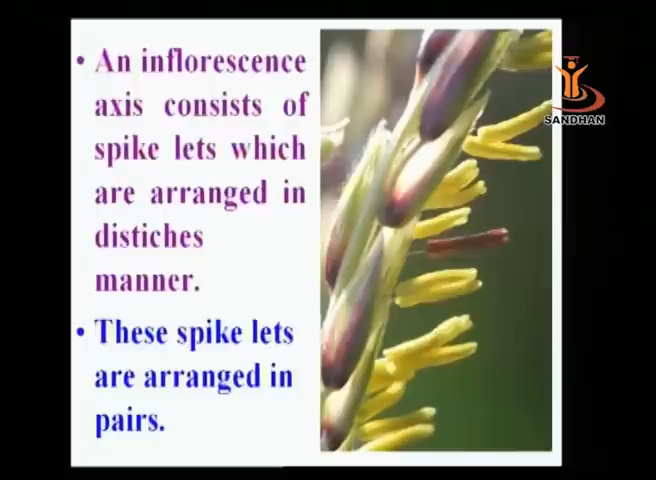 • An inflorescence
axis consists of
spike lets which
are arranged in
distiches
manner.
• These spike lets
are arranged in
pairs.
SANDHAN